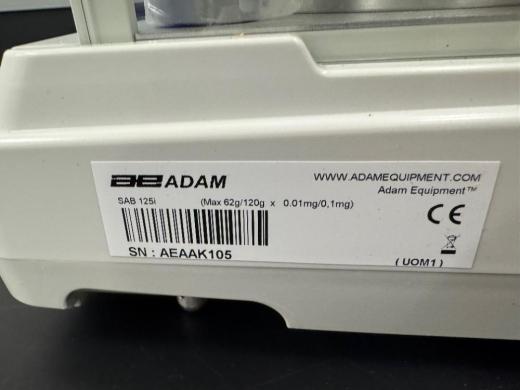 ae ADAM
WWW.ADAMEQUIPMENT.COM
Adam Equipment™
SAB 125i (Max 62g/120g x 0.01mg/0,1mg)
CE
SN : AEAAK105
( UOM1 )